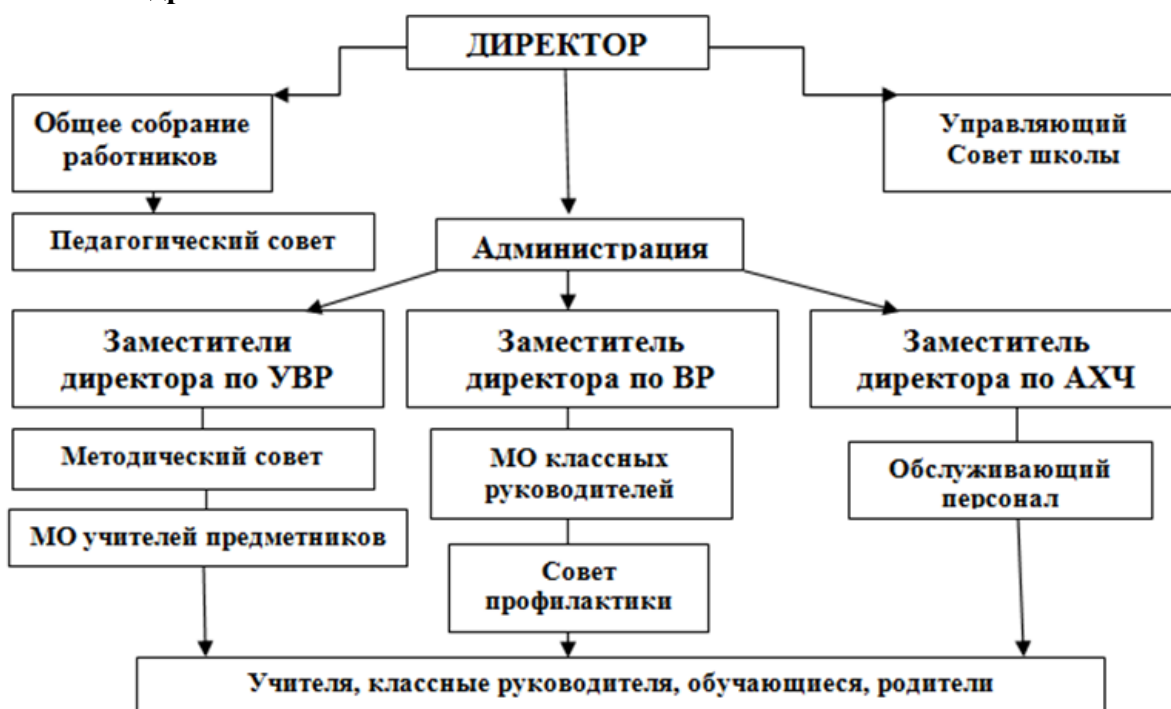 ДИРЕКТОР
Общее собрание
работников
Управляющий
Совет школы
Педагогический совет
Администрация
Заместители
директора по УВР
Заместитель
директора по ВР
Заместитель
директора по АХЧ
Методический совет
МО классных
руководителей
Обслуживающий
персонал
МО учителей предметников
Совет
профилактики
Учителя, классные руководителя, обучающиеся, родители